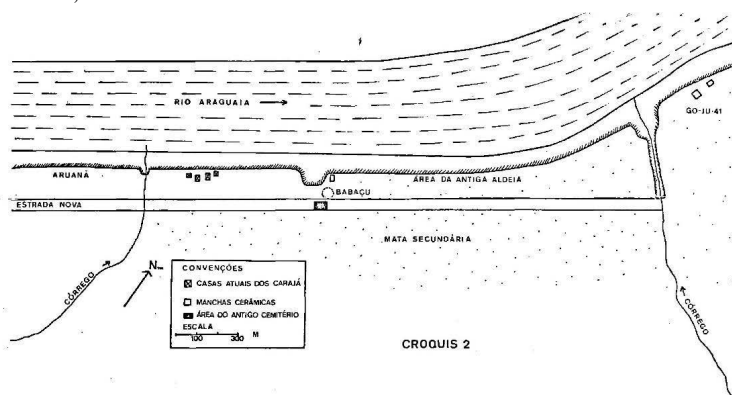 RIO ARAGUAIA
GO-JU-41
ARUANÃ
ÁREA DA ANTIGA ALDEIA
BABAÇU
ESTRADA NOVA
MATA SECUNDÁRIA
CÓRREGO
N
CONVENÇÕES
CASAS ATUAIS DOS CARAJÁ
MANCHAS CERÂMICAS
ÁREA DO ANTIGO CEMITÉRIO
ESCALA
100 300 M
CROQUIS 2
CÓRREGO